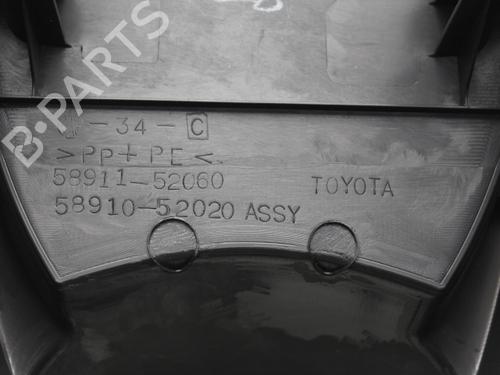 B-PARTS
-34-C
>PP+PE<
58911-52060 TOYOTA
58910-52020 ASSY